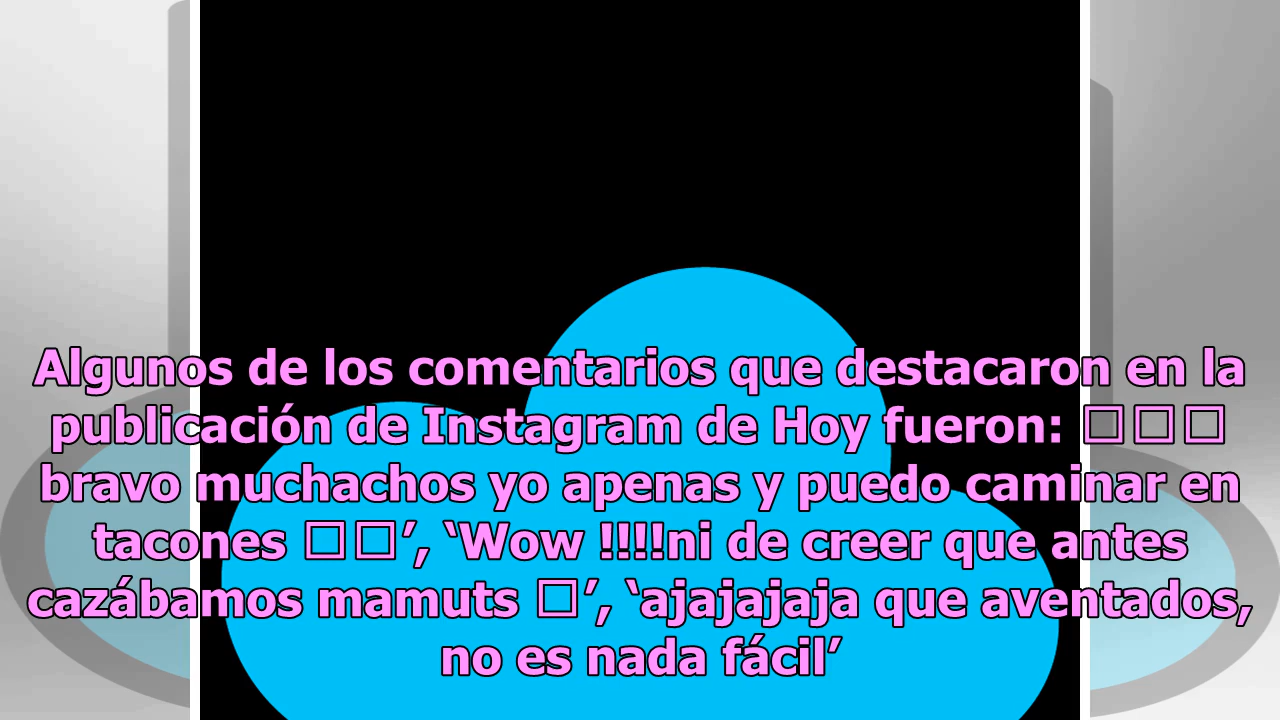 Algunos de los comentarios que destacaron en la
publicación de Instagram de Hoy fueron: □□□
bravo muchachos yo apenas y puedo caminar en
tacones □□’, ‘Wow !!!!ni de creer que antes
cazábamos mamuts □’, ‘ajajajaja que aventados,
no es nada fácil’